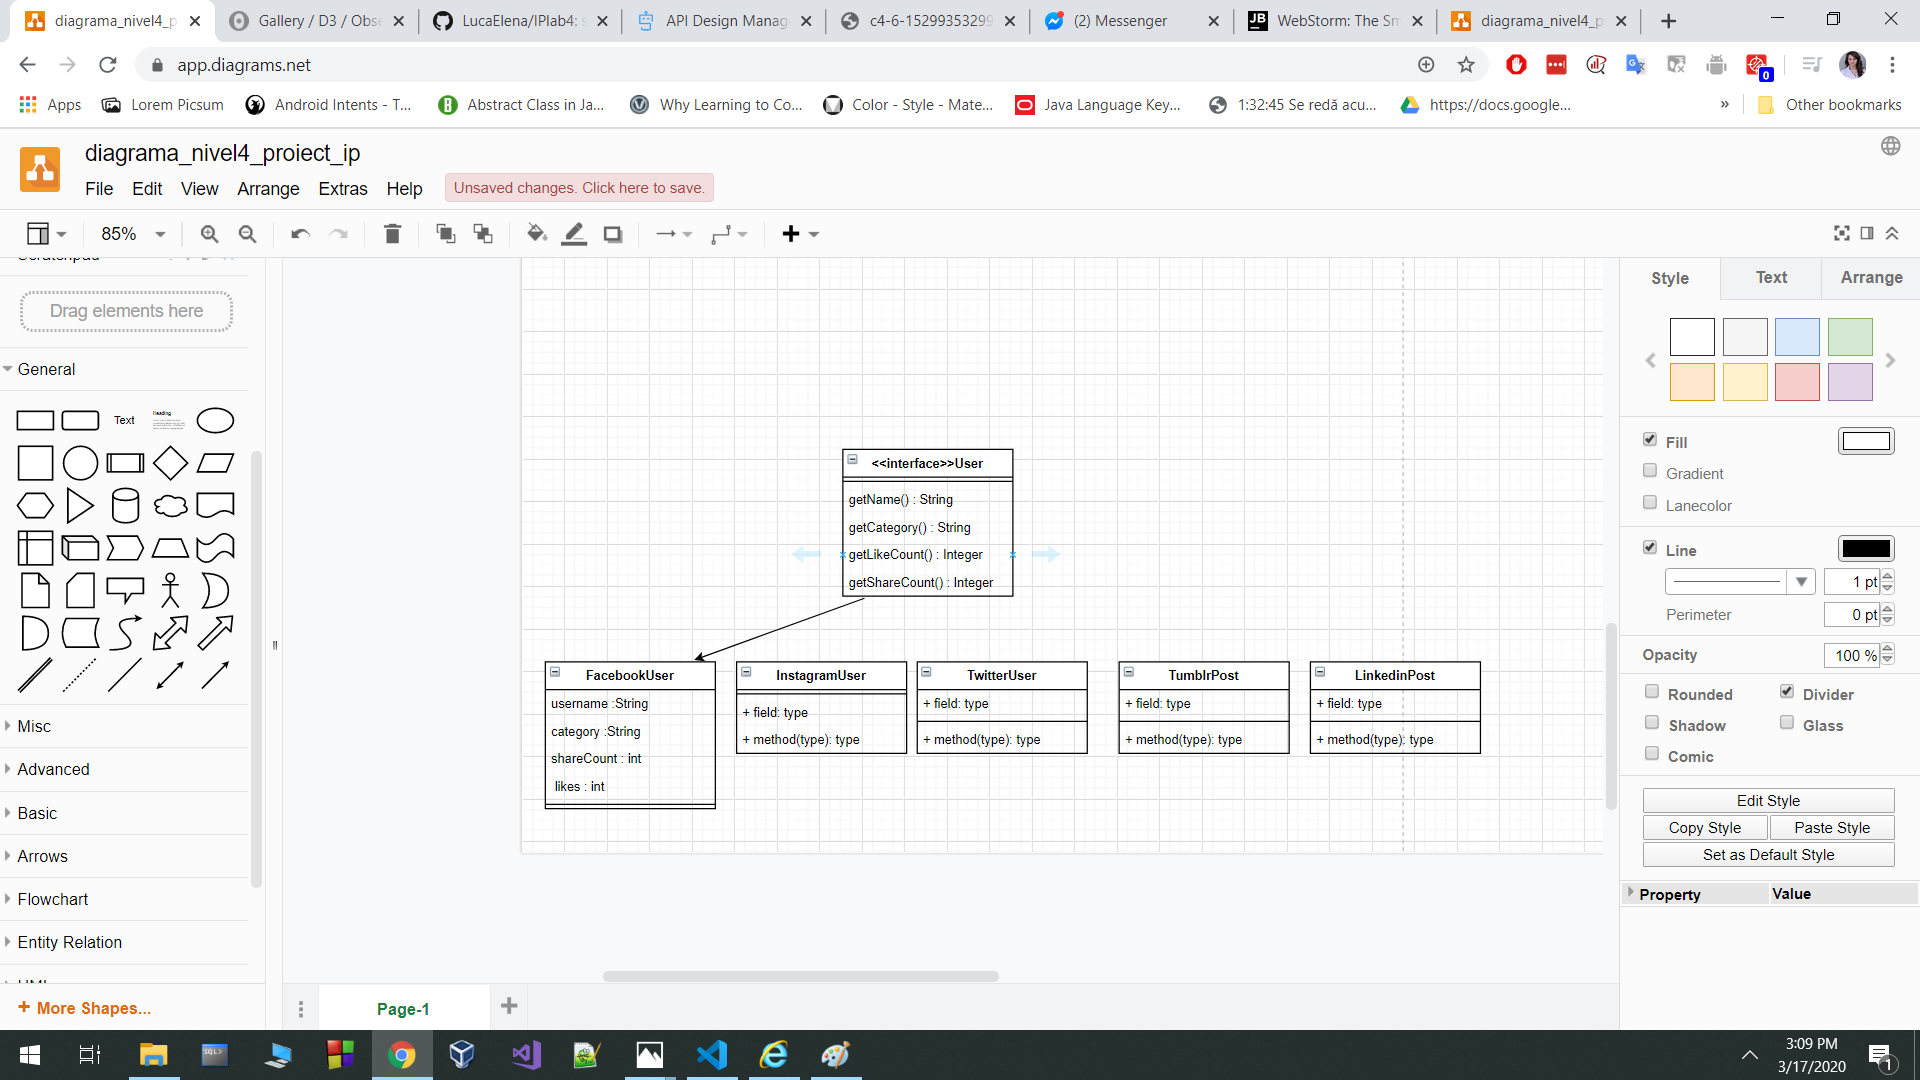 diagrama_nivel4_p
Gallery / D3 / Obse
LucaElena/IPlab4: s
API Design Manag
c4-6-15299353299
(2) Messenger
WebStorm: The Sm
diagrama_nivel4_p
app.diagrams.net
0
Apps
Lorem Picsum
Android Intents - T...
Abstract Class in Ja...
Why Learning to Co...
Color - Style - Mate...
Java Language Key...
1:32:45 Se redă acu...
https://docs.google...
»
Other bookmarks
diagrama_nivel4_proiect_ip
File Edit View Arrange Extras Help
Unsaved changes. Click here to save.
85%
Scratchpad
Drag elements here
General
Text
Heading
Misc
Advanced
Basic
Arrows
Flowchart
Entity Relation
UML
+ More Shapes...
<<interface>>User
getName() : String
getCategory() : String
getLikeCount() : Integer
getShareCount() : Integer
FacebookUser
username :String
category :String
shareCount : int
likes : int
InstagramUser
+ field: type
+ method(type): type
TwitterUser
+ field: type
+ method(type): type
TumblrPost
+ field: type
+ method(type): type
LinkedinPost
+ field: type
+ method(type): type
Page-1
Style
Text
Arrange
Fill
Gradient
Lanecolor
Line
1 pt
Perimeter
0 pt
Opacity
100 %
Rounded
Divider
Shadow
Glass
Comic
Edit Style
Copy Style
Paste Style
Set as Default Style
Property
Value
3:09 PM
3/17/2020
1